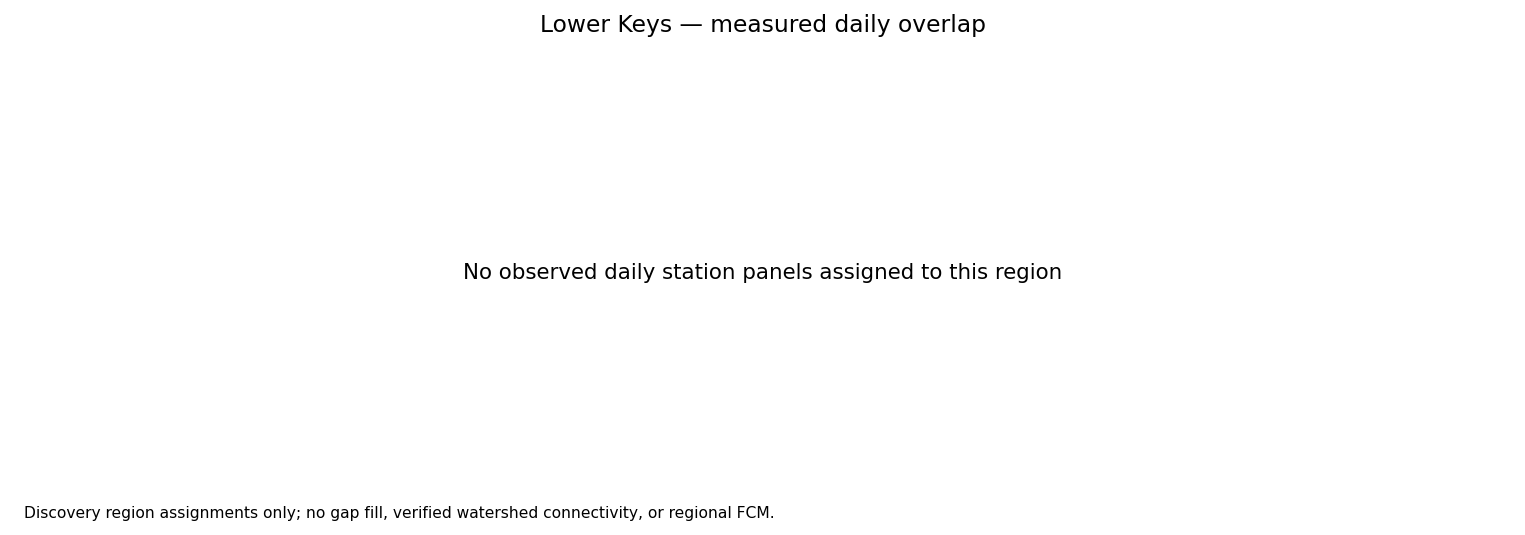 Lower Keys — measured daily overlap
No observed daily station panels assigned to this region
Discovery region assignments only; no gap fill, verified watershed connectivity, or regional FCM.